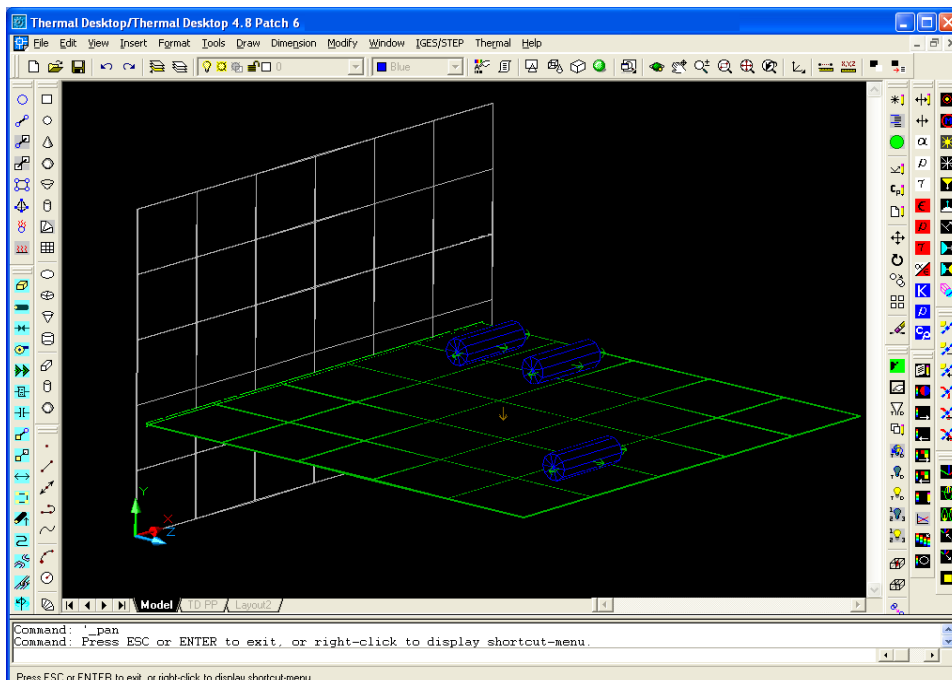 Thermal Desktop/Thermal Desktop 4.8 Patch 6
File Edit View Insert Format Tools Draw Dimension Modify Window IGES/STEP Thermal Help
0 Blue
Y
X
Z
Model TD PP Layout2
Command: '_pan
Command: Press ESC or ENTER to exit, or right-click to display shortcut-menu.
Press ESC or ENTER to exit, or right-click to display shortcut-menu.